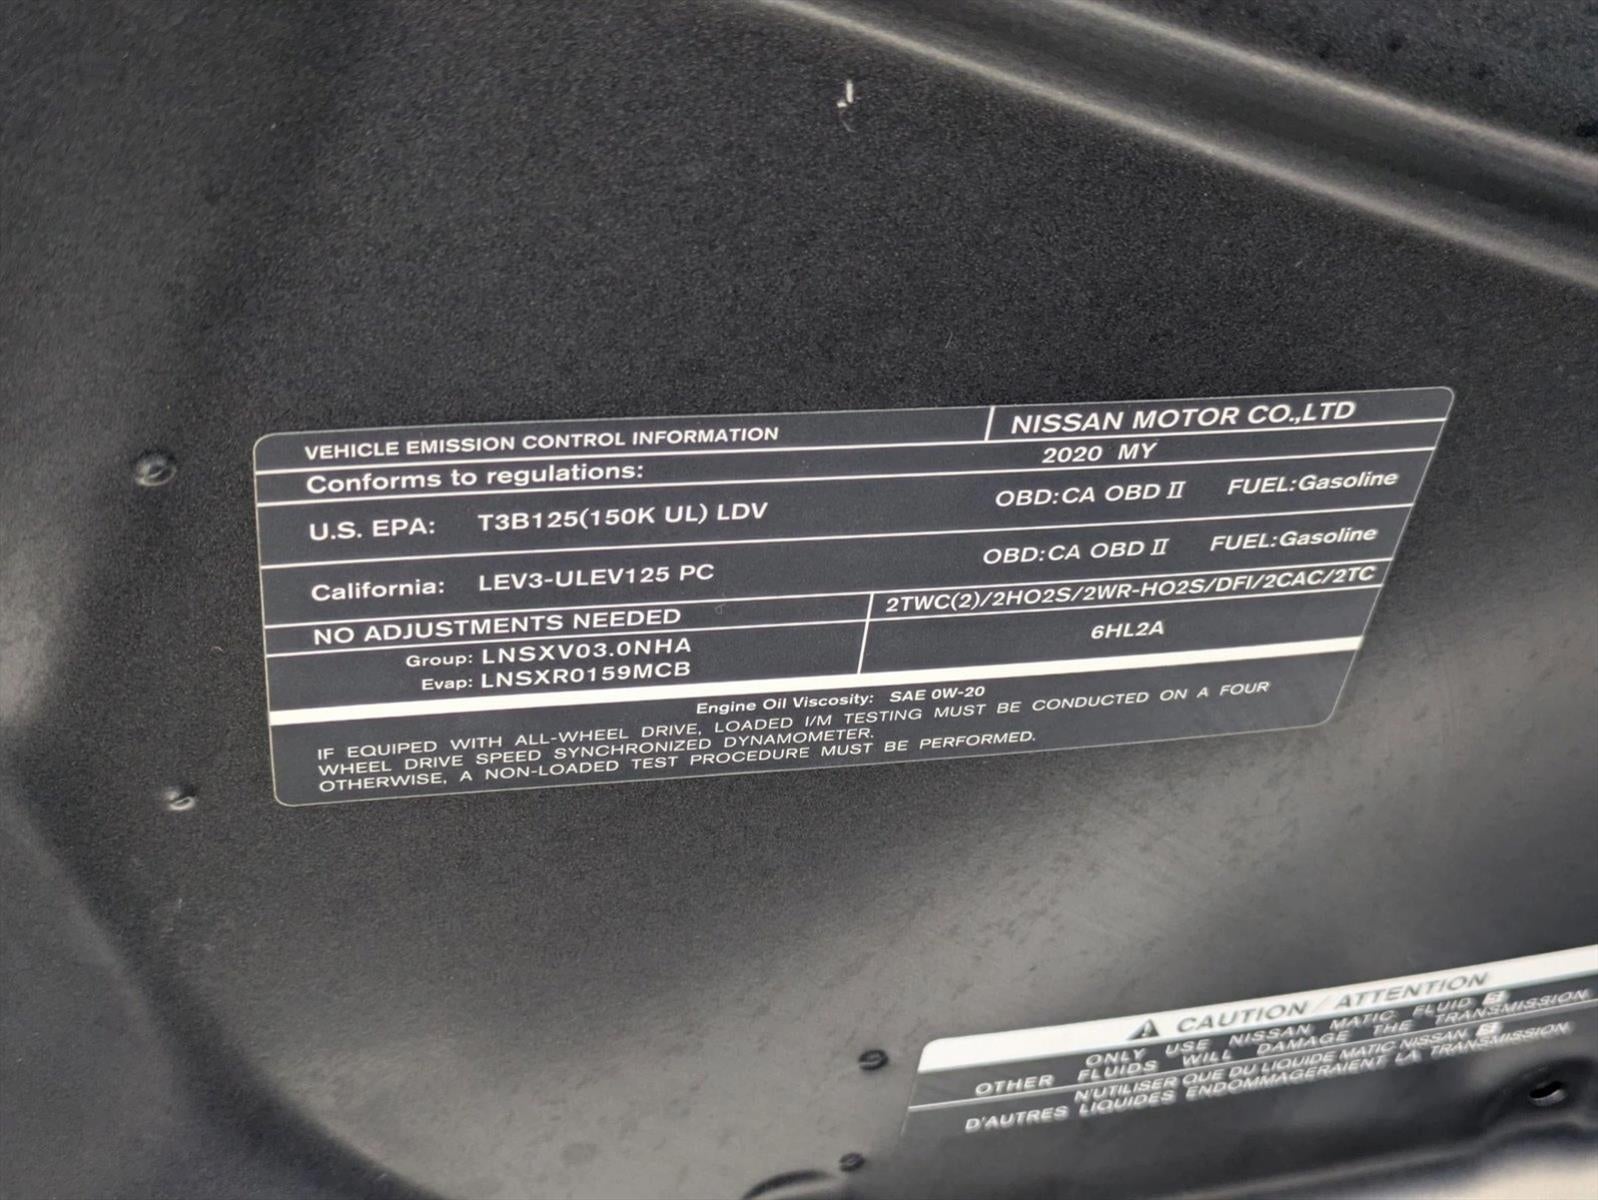 VEHICLE EMISSION CONTROL INFORMATION
NISSAN MOTOR CO.,LTD
Conforms to regulations:
2020 MY
U.S. EPA: T3B125(150K UL) LDV OBD:CA OBD II FUEL:Gasoline
California: LEV3-ULEV125 PC OBD:CA OBD II FUEL:Gasoline
NO ADJUSTMENTS NEEDED
2TWC(2)/2HO2S/2WR-HO2S/DFI/2CAC/2TC
Group: LNSXV03.0NHA
Evap: LNSXR0159MCB
6HL2A
Engine Oil Viscosity: SAE 0W-20
IF EQUIPED WITH ALL-WHEEL DRIVE, LOADED I/M TESTING MUST BE CONDUCTED ON A FOUR
WHEEL DRIVE SPEED SYNCHRONIZED DYNAMOMETER.
OTHERWISE, A NON-LOADED TEST PROCEDURE MUST BE PERFORMED.
CAUTION / ATTENTION
ONLY USE NISSAN MATIC FLUID S
OTHER FLUIDS WILL DAMAGE THE TRANSMISSION
N'UTILISER QUE DU LIQUIDE MATIC NISSAN S
D'AUTRES LIQUIDES ENDOMMAGERAIENT LA TRANSMISSION.